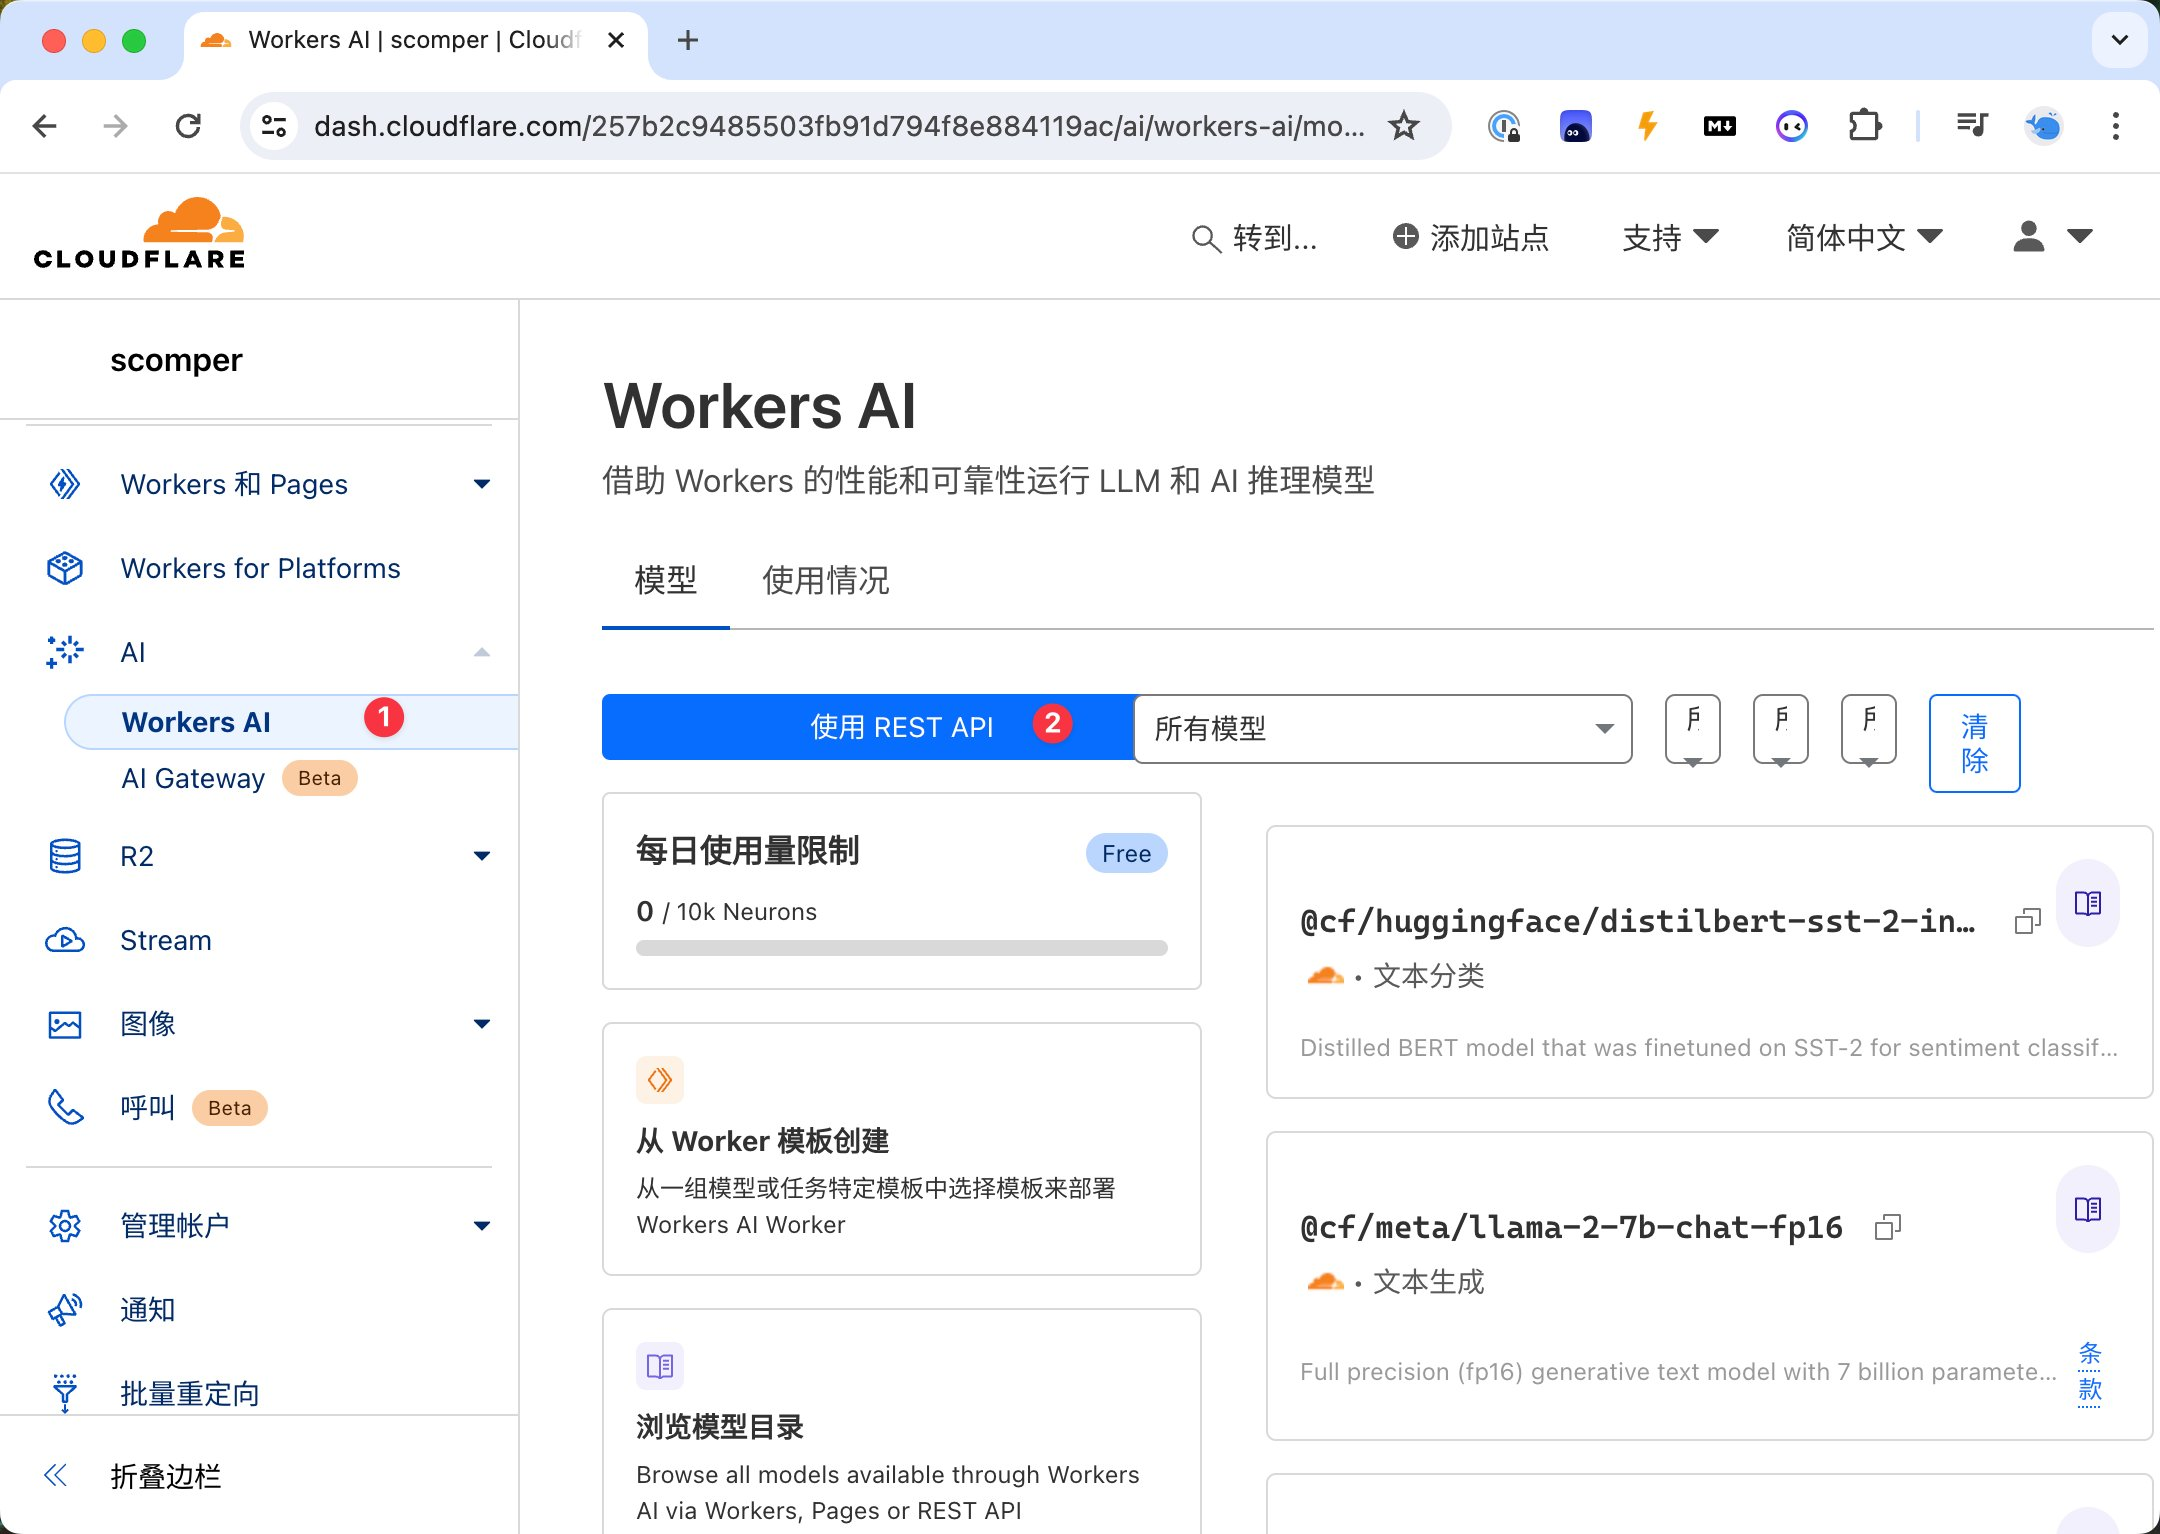 Workers AI | scomper | Cloudf
dash.cloudflare.com/257b2c9485503fb91d794f8e884119ac/ai/workers-ai/mo...
CLOUDFLARE
转到...
添加站点
支持
简体中文
scomper
Workers 和 Pages
Workers for Platforms
AI
Workers AI
1
AI Gateway
Beta
R2
Stream
图像
呼叫
Beta
管理帐户
通知
批量重定向
折叠边栏
Workers AI
借助 Workers 的性能和可靠性运行 LLM 和 AI 推理模型
模型
使用情况
使用 REST API
2
所有模型
清
除
每日使用量限制
Free
0 / 10k Neurons
从 Worker 模板创建
从一组模型或任务特定模板中选择模板来部署
Workers AI Worker
浏览模型目录
Browse all models available through Workers
AI via Workers, Pages or REST API
@cf/huggingface/distilbert-sst-2-in…
• 文本分类
Distilled BERT model that was finetuned on SST-2 for sentiment classif...
@cf/meta/llama-2-7b-chat-fp16
• 文本生成
Full precision (fp16) generative text model with 7 billion paramete...
条
款